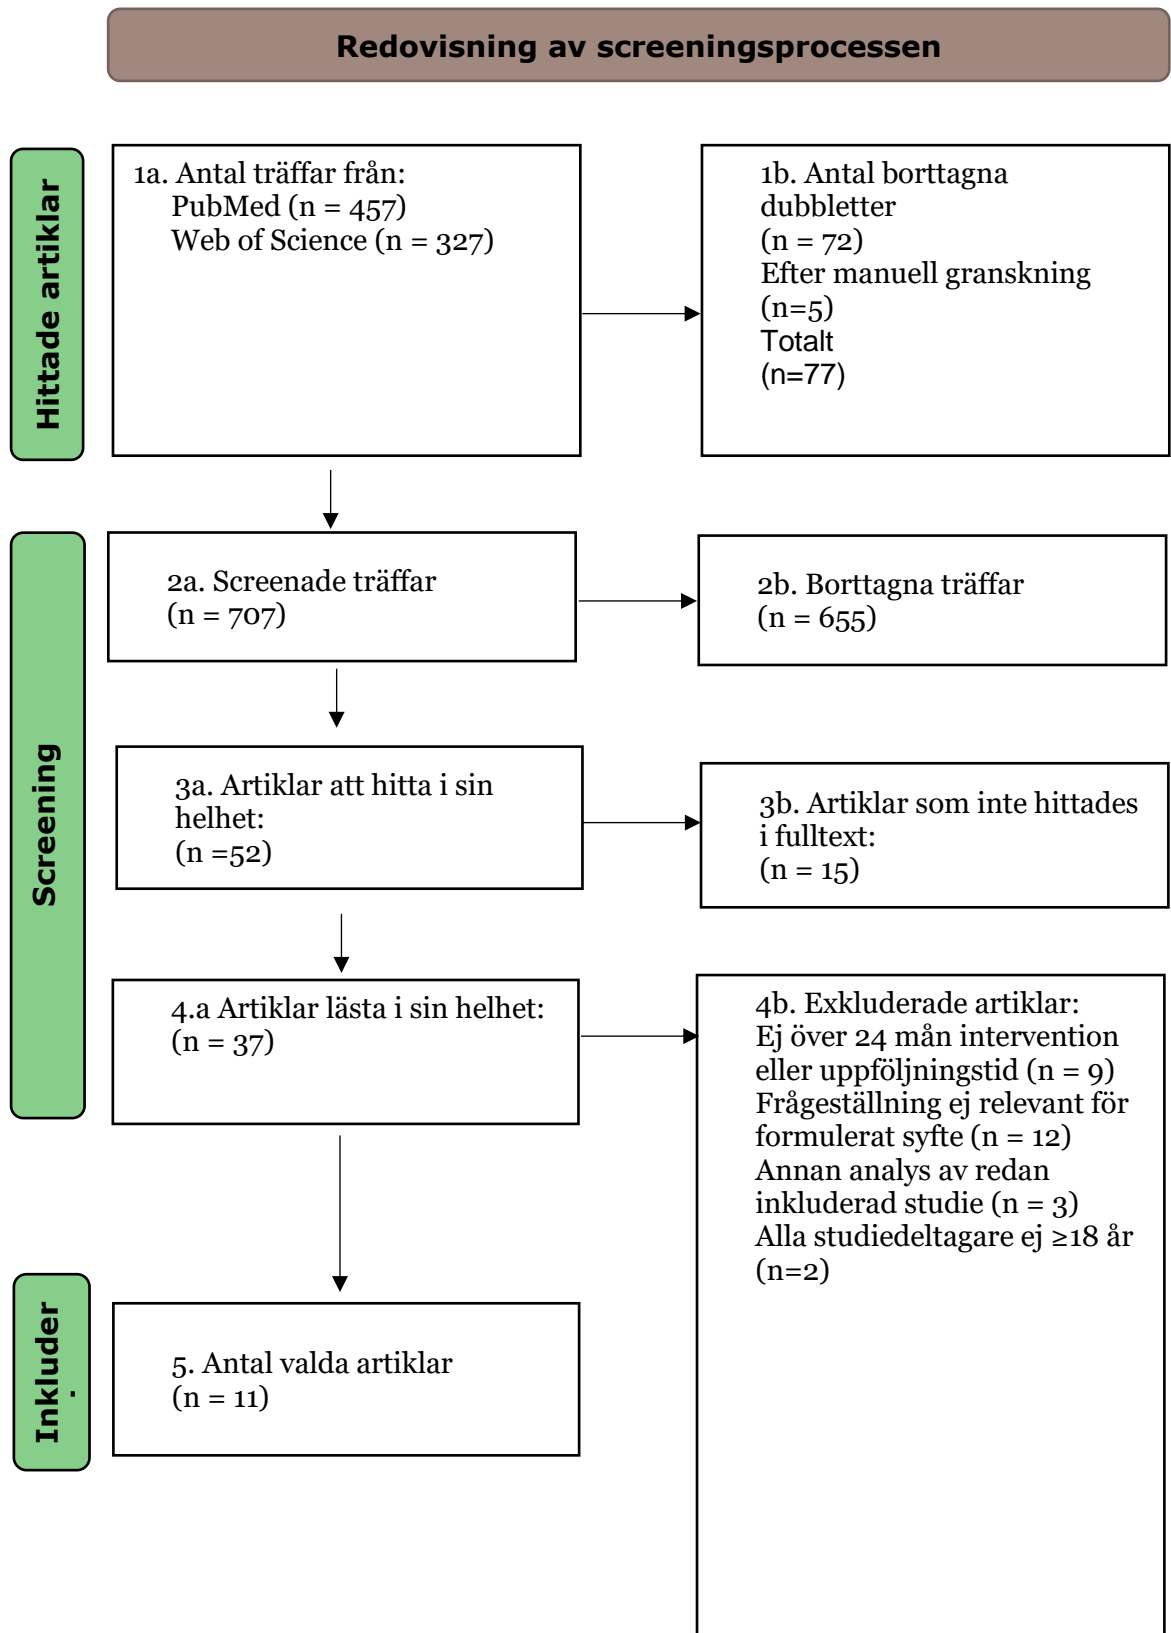 Redovisning av screeningsprocessen
Hittade artiklar
1a. Antal träffar från:
PubMed (n = 457)
Web of Science (n = 327)
1b. Antal borttagna
dubbletter
(n = 72)
Efter manuell granskning
(n=5)
Totalt
(n=77)
Screening
2a. Screenade träffar
(n = 707)
2b. Borttagna träffar
(n = 655)
3a. Artiklar att hitta i sin
helhet:
(n =52)
3b. Artiklar som inte hittades
i fulltext:
(n = 15)
4.a Artiklar lästa i sin helhet:
(n = 37)
4b. Exkluderade artiklar:
Ej över 24 mån intervention
eller uppföljningstid (n = 9)
Frågeställning ej relevant för
formulerat syfte (n = 12)
Annan analys av redan
inkluderad studie (n = 3)
Alla studiedeltagare ej ≥18 år
(n=2)
Inkluder
5. Antal valda artiklar
(n = 11)